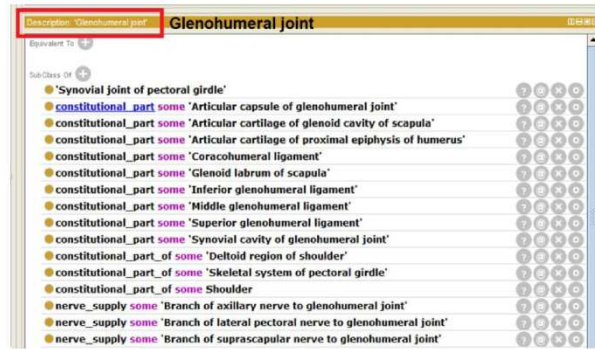 Description: 'Glenohumeral joint' Glenohumeral joint
Equivalent To
SubClass Of
'Synovial joint of pectoral girdle'
constitutional_part some 'Articular capsule of glenohumeral joint'
constitutional_part some 'Articular cartilage of glenoid cavity of scapula'
constitutional_part some 'Articular cartilage of proximal epiphysis of humerus'
constitutional_part some 'Coracohumeral ligament'
constitutional_part some 'Glenoid labrum of scapula'
constitutional_part some 'Inferior glenohumeral ligament'
constitutional_part some 'Middle glenohumeral ligament'
constitutional_part some 'Superior glenohumeral ligament'
constitutional_part some 'Synovial cavity of glenohumeral joint'
constitutional_part_of some 'Deltoid region of shoulder'
constitutional_part_of some 'Skeletal system of pectoral girdle'
constitutional_part_of some Shoulder
nerve_supply some 'Branch of axillary nerve to glenohumeral joint'
nerve_supply some 'Branch of lateral pectoral nerve to glenohumeral joint'
nerve_supply some 'Branch of suprascapular nerve to glenohumeral joint'